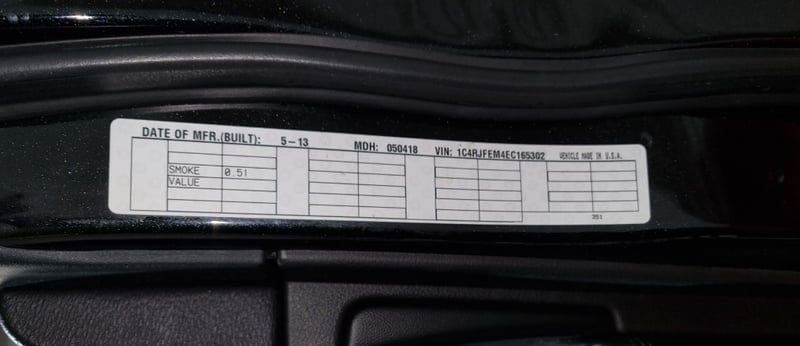 DATE OF MFR.(BUILT): 5-13 MDH: 050418 VIN: 1C4RJFEM4EC165302 VEHICLE MADE IN U.S.A.
SMOKE 0.51
VALUE
351